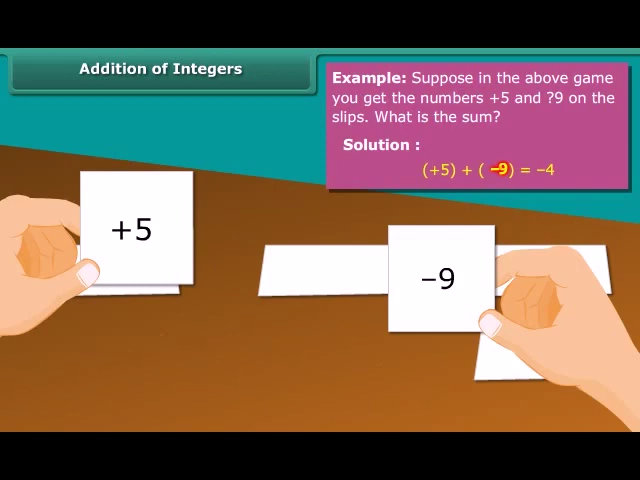 Addition of Integers
Example: Suppose in the above game
you get the numbers +5 and ?9 on the
slips. What is the sum?
Solution :
(+5) + ( –9) = –4
+5
–9